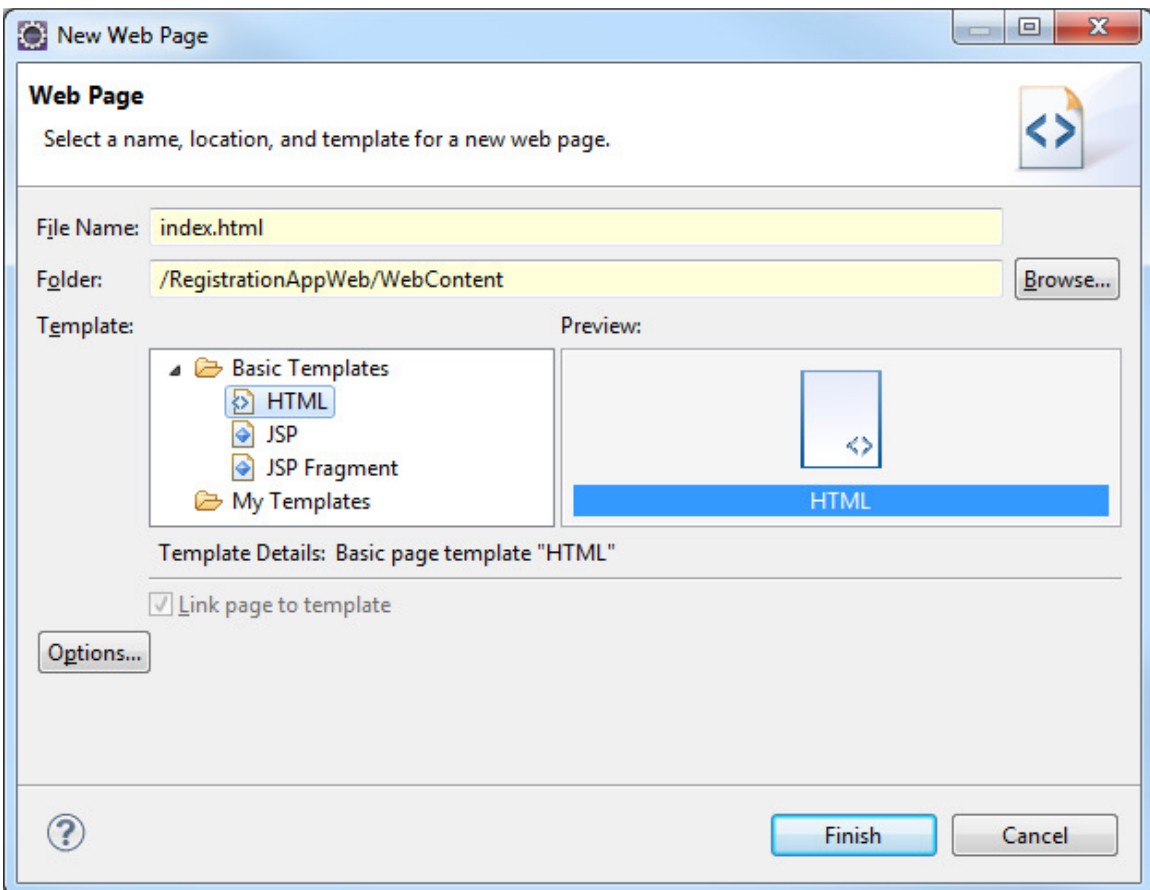 New Web Page
Web Page
Select a name, location, and template for a new web page.
File Name: index.html
Folder: /RegistrationAppWeb/WebContent Browse...
Template: Preview:
Basic Templates
HTML
JSP
JSP Fragment
My Templates
HTML
Template Details: Basic page template "HTML"
Link page to template
Options...
Finish Cancel